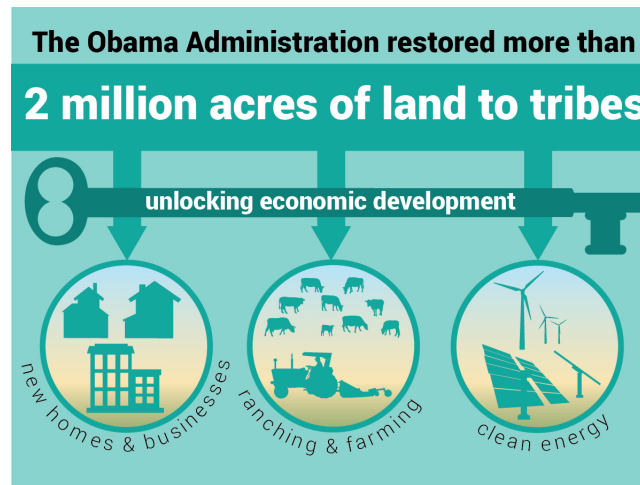 The Obama Administration restored more than
2 million acres of land to tribes
unlocking economic development
new homes & businesses
ranching & farming
clean energy